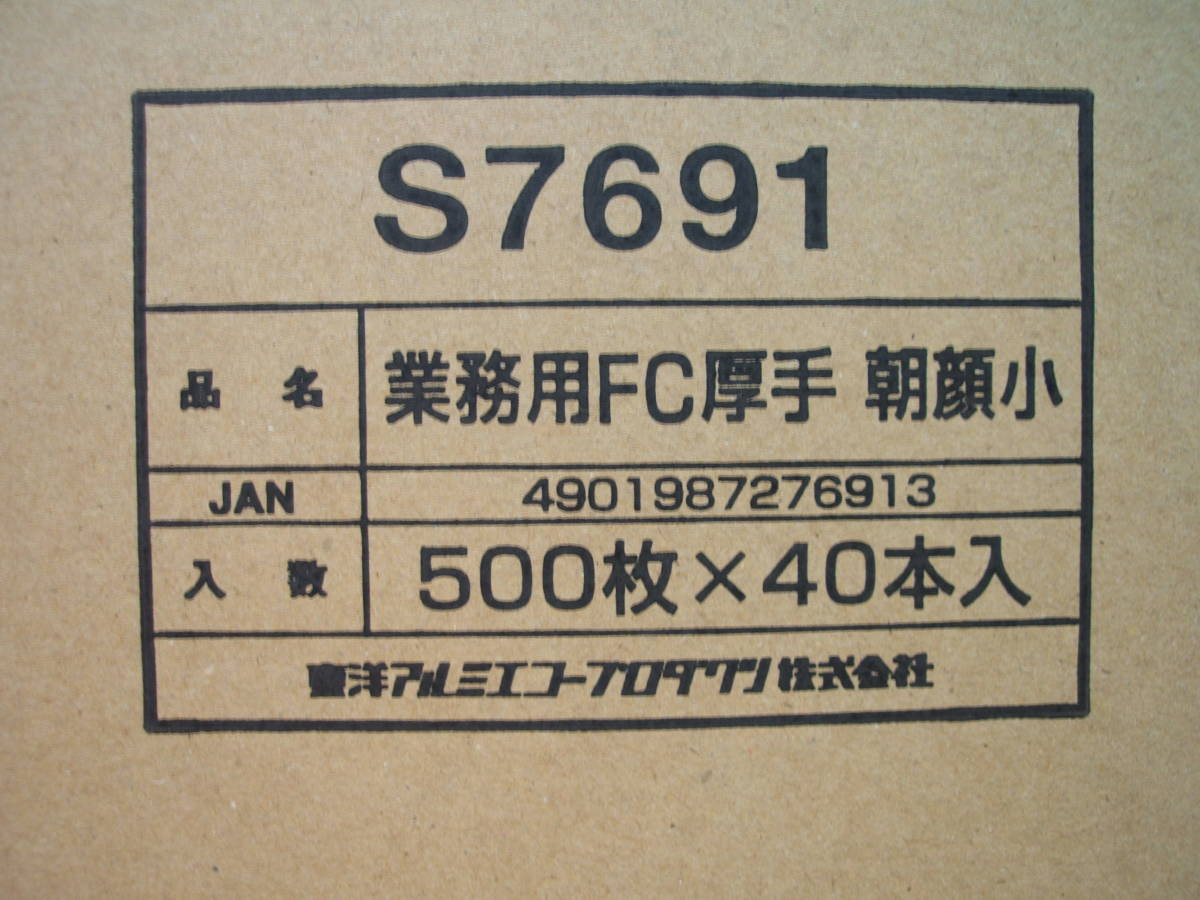 S7691
品 名 業務用FC厚手 朝顔小
JAN 4901987276913
入 数 500枚×40本入
東洋アルミエコープロダクツ株式会社